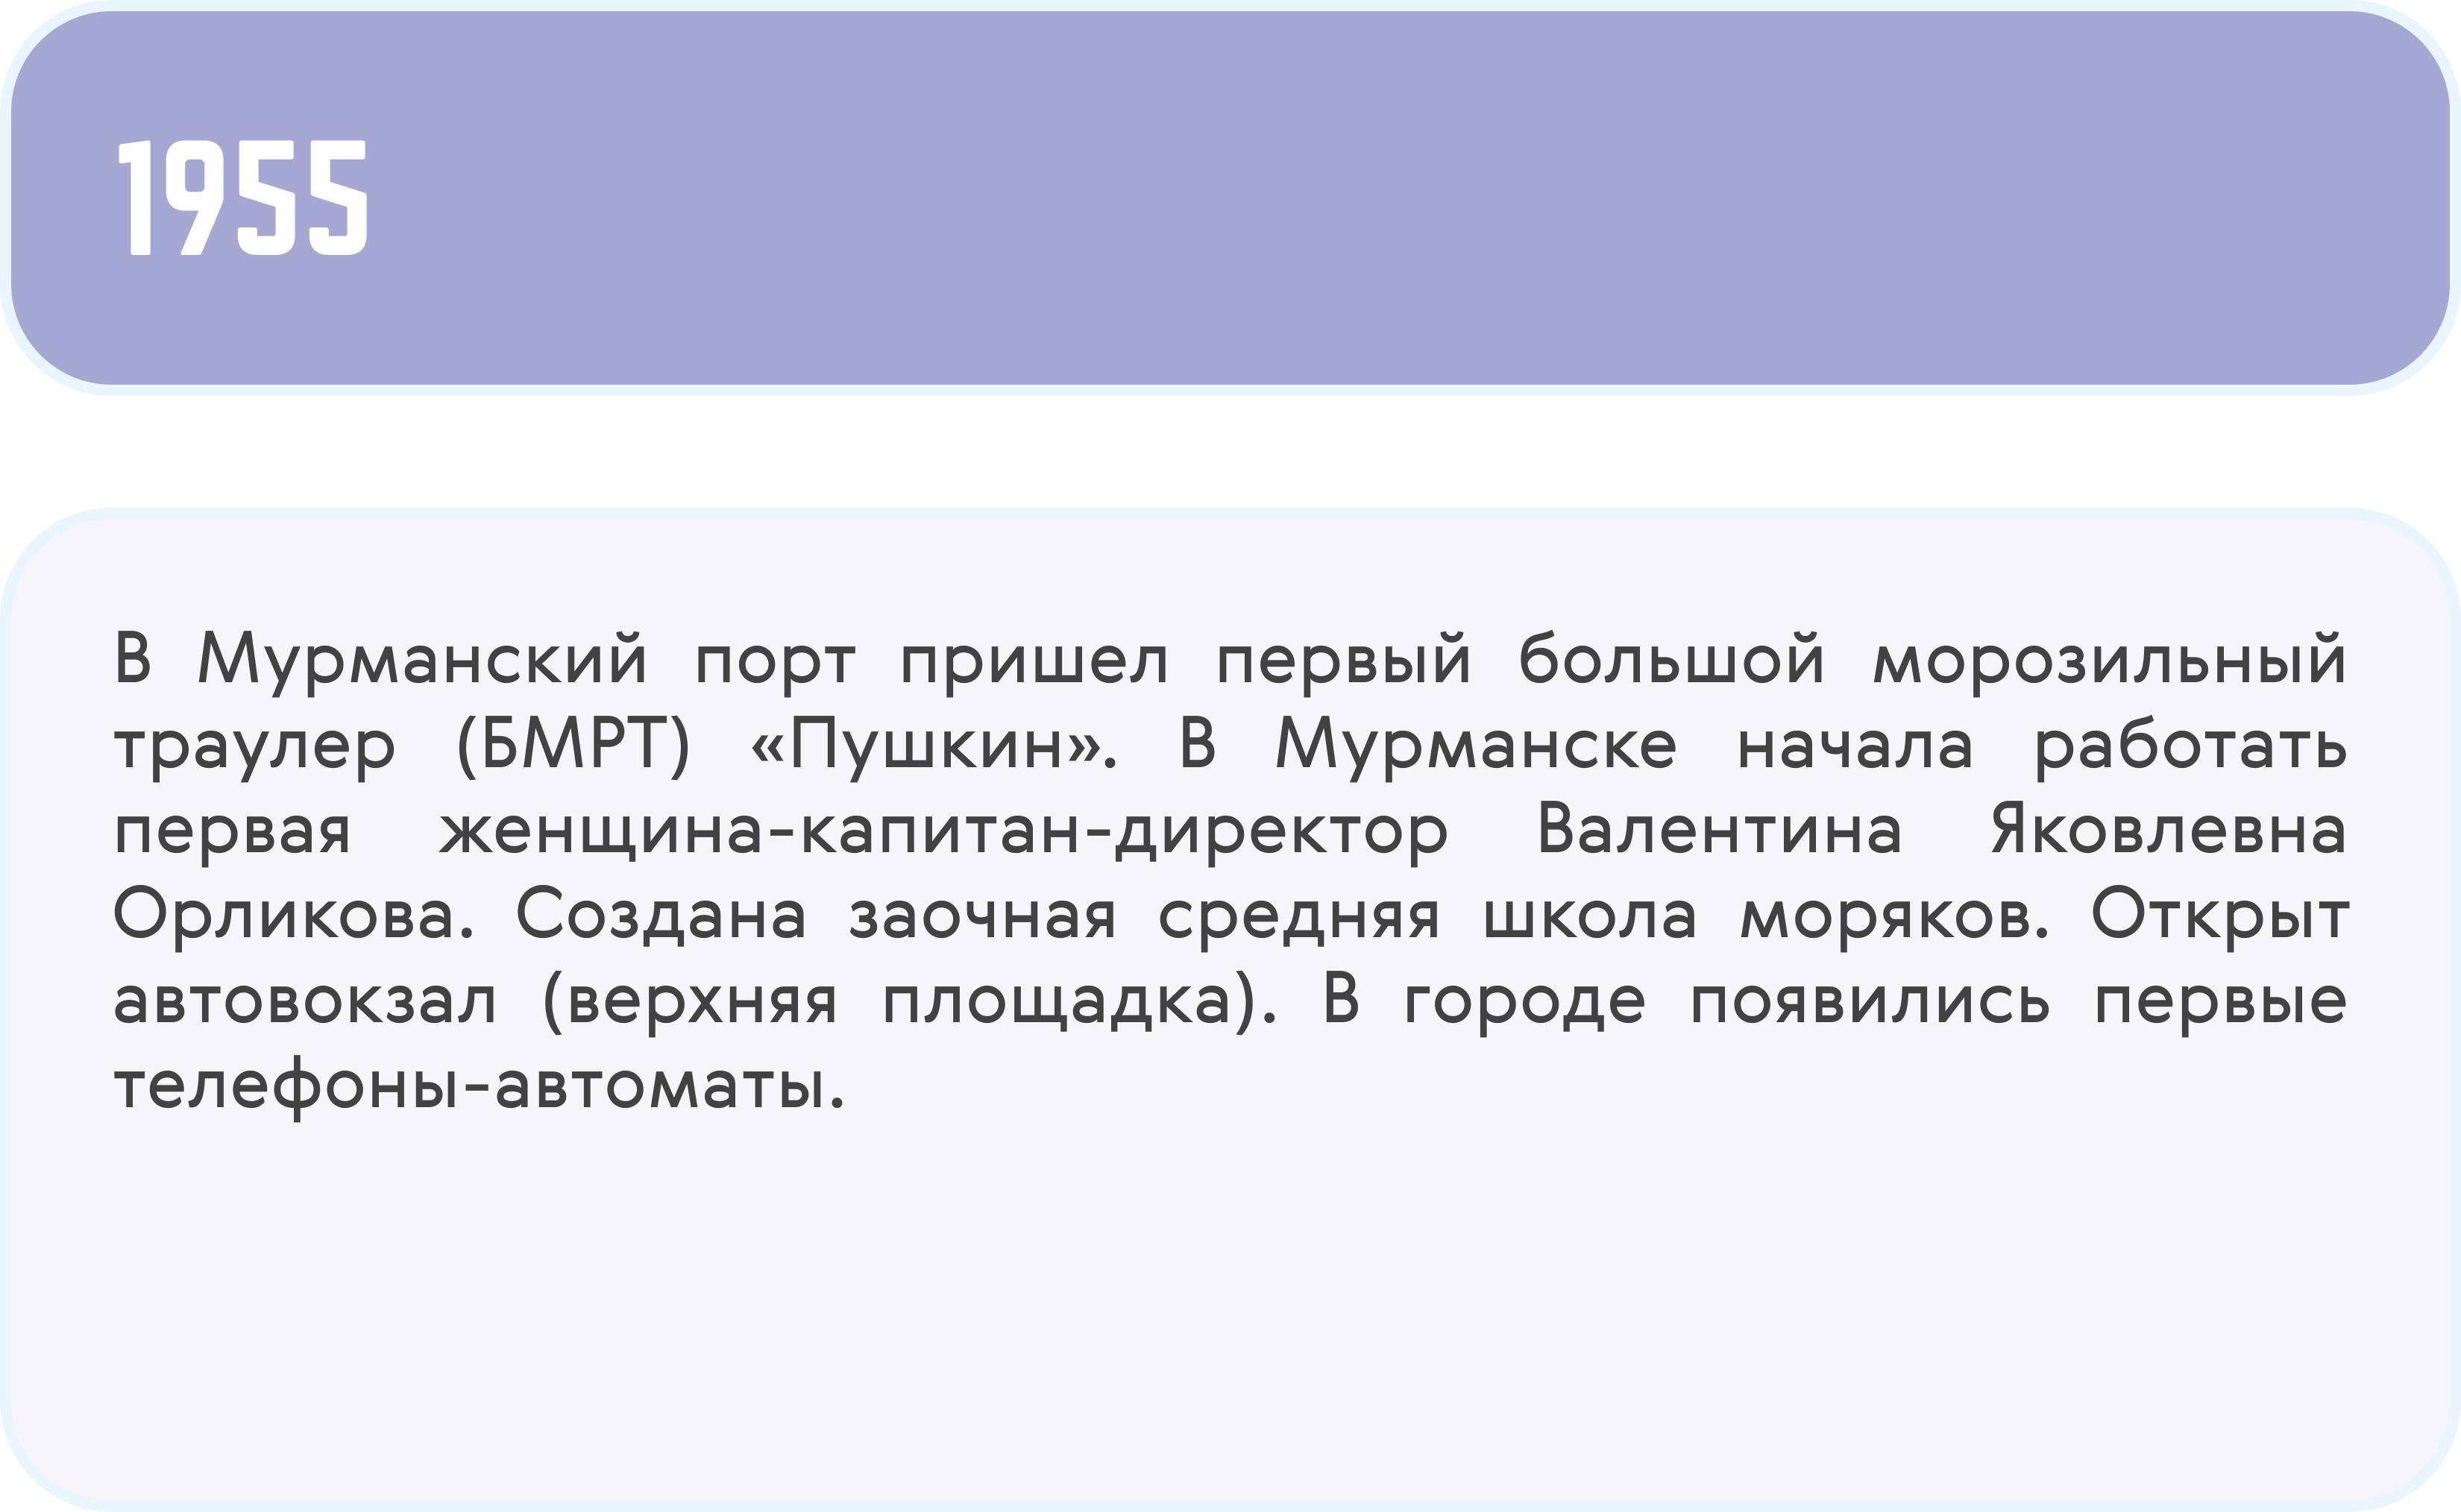 1955
В Мурманский порт пришел первый большой морозильный
траулер (БМРТ) «Пушкин». В Мурманске начала работать
первая женщина-капитан-директор Валентина Яковлевна
Орликова. Создана заочная средняя школа моряков. Открыт
автовокзал (верхняя площадка). В городе появились первые
телефоны-автоматы.